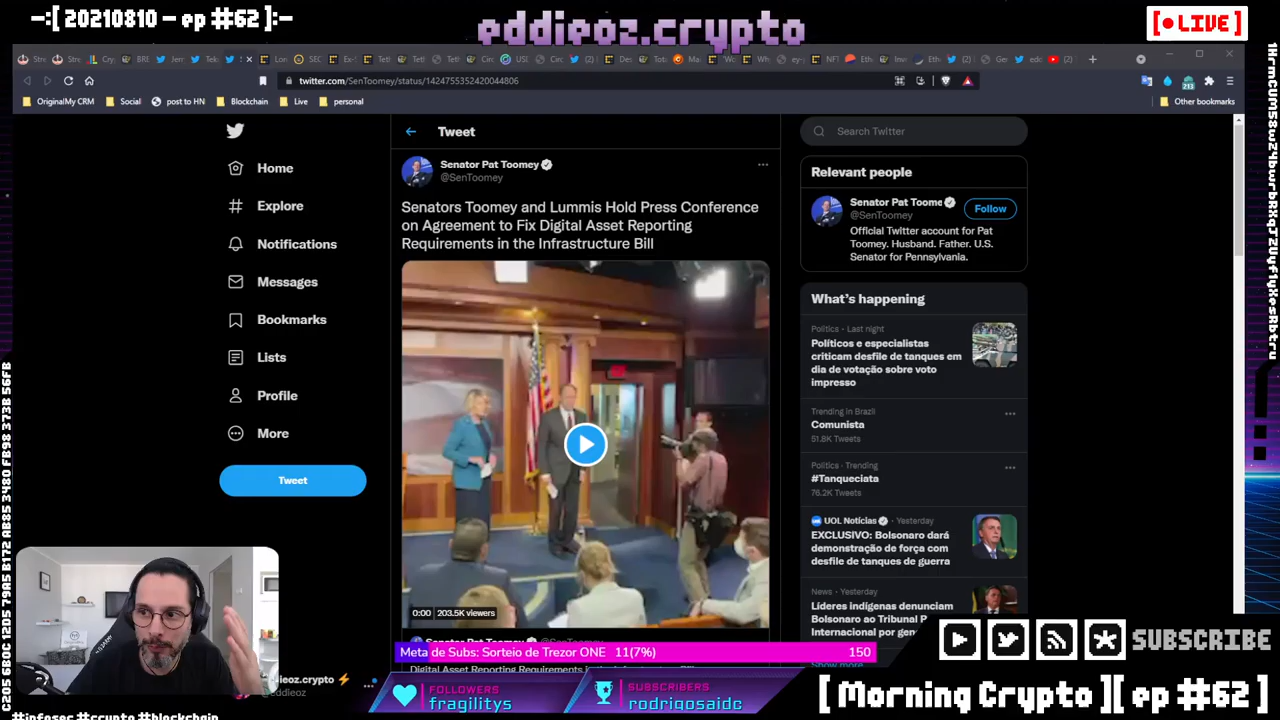 -:[ 20210810 - ep #62]:-
eddieoz.crypto
[● LIVE]
twitter.com/SenToomey/status/1424755352420044806
OriginalMy CRM
Social
post to HN
Blockchain
Live
personal
Other bookmarks
Home
Explore
Notifications
Messages
Bookmarks
Lists
Profile
More
Tweet
Tweet
Senator Pat Toomey
@SenToomey
Senators Toomey and Lummis Hold Press Conference
on Agreement to Fix Digital Asset Reporting
Requirements in the Infrastructure Bill
0:00
203.5K viewers
Senator Pat Toomey
Search Twitter
Relevant people
Senator Pat Toome
@SenToomey
Follow
Official Twitter account for Pat
Toomey. Husband. Father. U.S.
Senator for Pennsylvania.
What's happening
Politics · Last night
Políticos e especialistas
criticam desfile de tanques em
dia de votação sobre voto
impresso
Trending in Brazil
Comunista
51.8K Tweets
Politics · Trending
#Tanqueciata
76.2K Tweets
UOL Notícias · Yesterday
EXCLUSIVO: Bolsonaro dará
demonstração de força com
desfile de tanques de guerra
News · Yesterday
Líderes indígenas denunciam
Bolsonaro ao Tribunal P
Internacional por gen
Meta de Subs: Sorteio de Trezor ONE 11(7%)
150
FOLLOWERS
fragilitys
SUBSCRIBERS
rodrigosaidc
SUBSCRIBE
[ Morning Crypto ][ ep #62 ]
ieoz.crypto
eddieoz
#infosec #crypto #blockchain